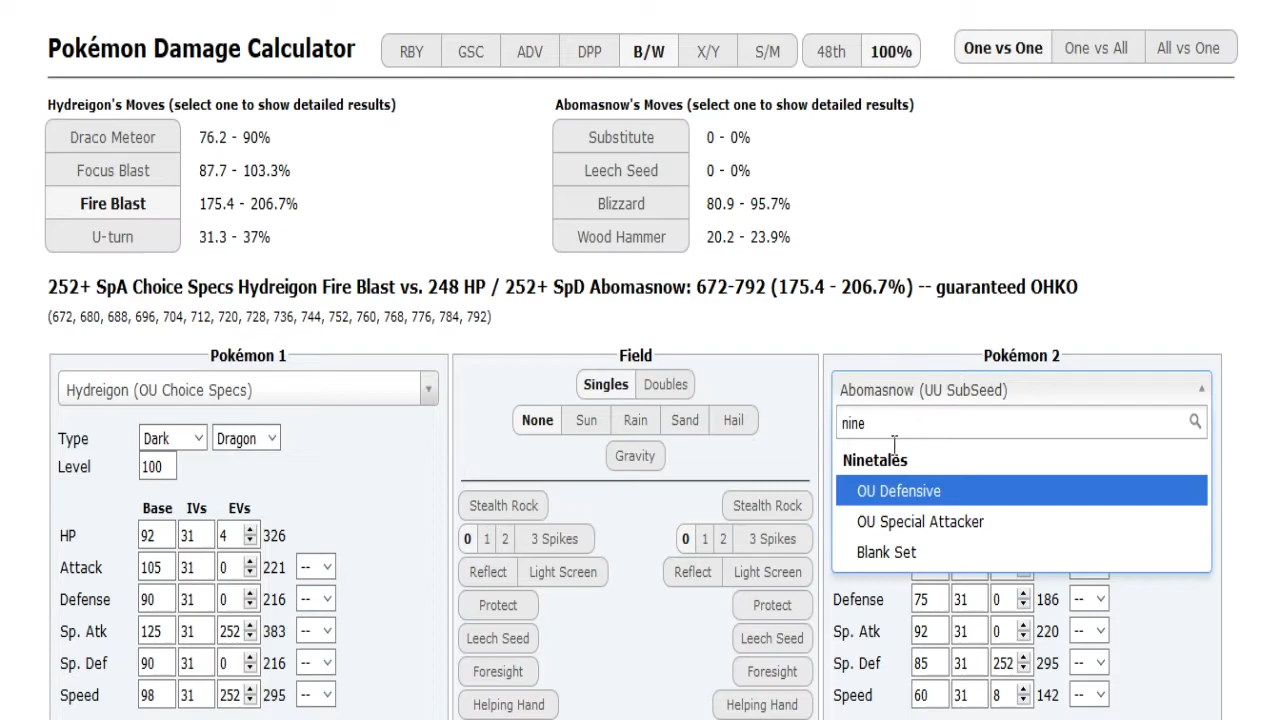 Pokémon Damage Calculator RBY GSC ADV DPP B/W X/Y S/M 48th 100% One vs One One vs All All vs One
Hydreigon's Moves (select one to show detailed results) Abomasnow's Moves (select one to show detailed results)
Draco Meteor 76.2 - 90% Substitute 0 - 0%
Focus Blast 87.7 - 103.3% Leech Seed 0 - 0%
Fire Blast 175.4 - 206.7% Blizzard 80.9 - 95.7%
U-turn 31.3 - 37% Wood Hammer 20.2 - 23.9%
252+ SpA Choice Specs Hydreigon Fire Blast vs. 248 HP / 252+ SpD Abomasnow: 672-792 (175.4 - 206.7%) -- guaranteed OHKO
(672, 680, 688, 696, 704, 712, 720, 728, 736, 744, 752, 760, 768, 776, 784, 792)
Pokémon 1
Hydreigon (OU Choice Specs)
Type Dark Dragon
Level 100
Base IVs EVs
HP 92 31 4 326
Attack 105 31 0 221 --
Defense 90 31 0 216 --
Sp. Atk 125 31 252 383 --
Sp. Def 90 31 0 216 --
Speed 98 31 252 295 --
Field
Singles Doubles
None Sun Rain Sand Hail
Gravity
Stealth Rock Stealth Rock
0 1 2 3 Spikes 0 1 2 3 Spikes
Reflect Light Screen Reflect Light Screen
Protect Protect
Leech Seed Leech Seed
Foresight Foresight
Helping Hand Helping Hand
Pokémon 2
Abomasnow (UU SubSeed)
nine
Ninetales
OU Defensive
OU Special Attacker
Blank Set
Defense 75 31 0 186 --
Sp. Atk 92 31 0 220 --
Sp. Def 85 31 252 295 --
Speed 60 31 8 142 --